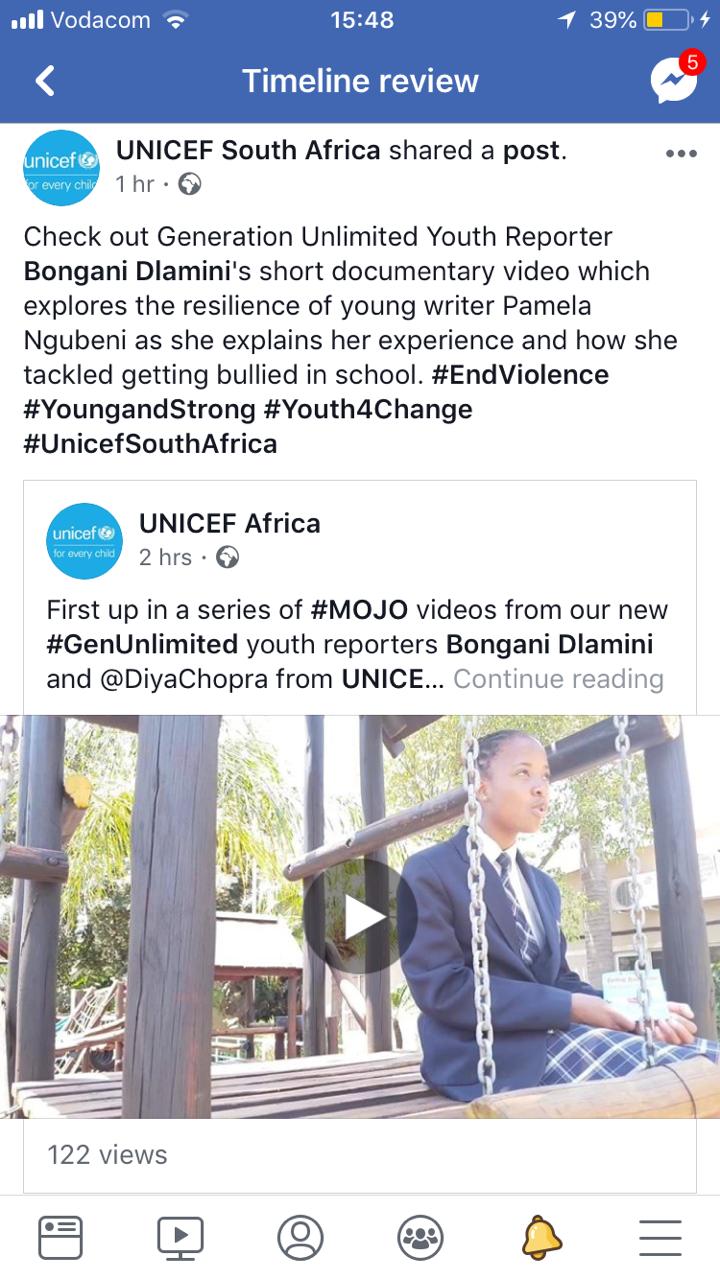 Vodacom
15:48
39%
Timeline review
5
unicef
for every child
UNICEF South Africa shared a post.
1 hr ·
Check out Generation Unlimited Youth Reporter
Bongani Dlamini's short documentary video which
explores the resilience of young writer Pamela
Ngubeni as she explains her experience and how she
tackled getting bullied in school. #EndViolence
#YoungandStrong #Youth4Change
#UnicefSouthAfrica
unicef
for every child
UNICEF Africa
2 hrs ·
First up in a series of #MOJO videos from our new
#GenUnlimited youth reporters Bongani Dlamini
and @DiyaChopra from UNICE... Continue reading
122 views